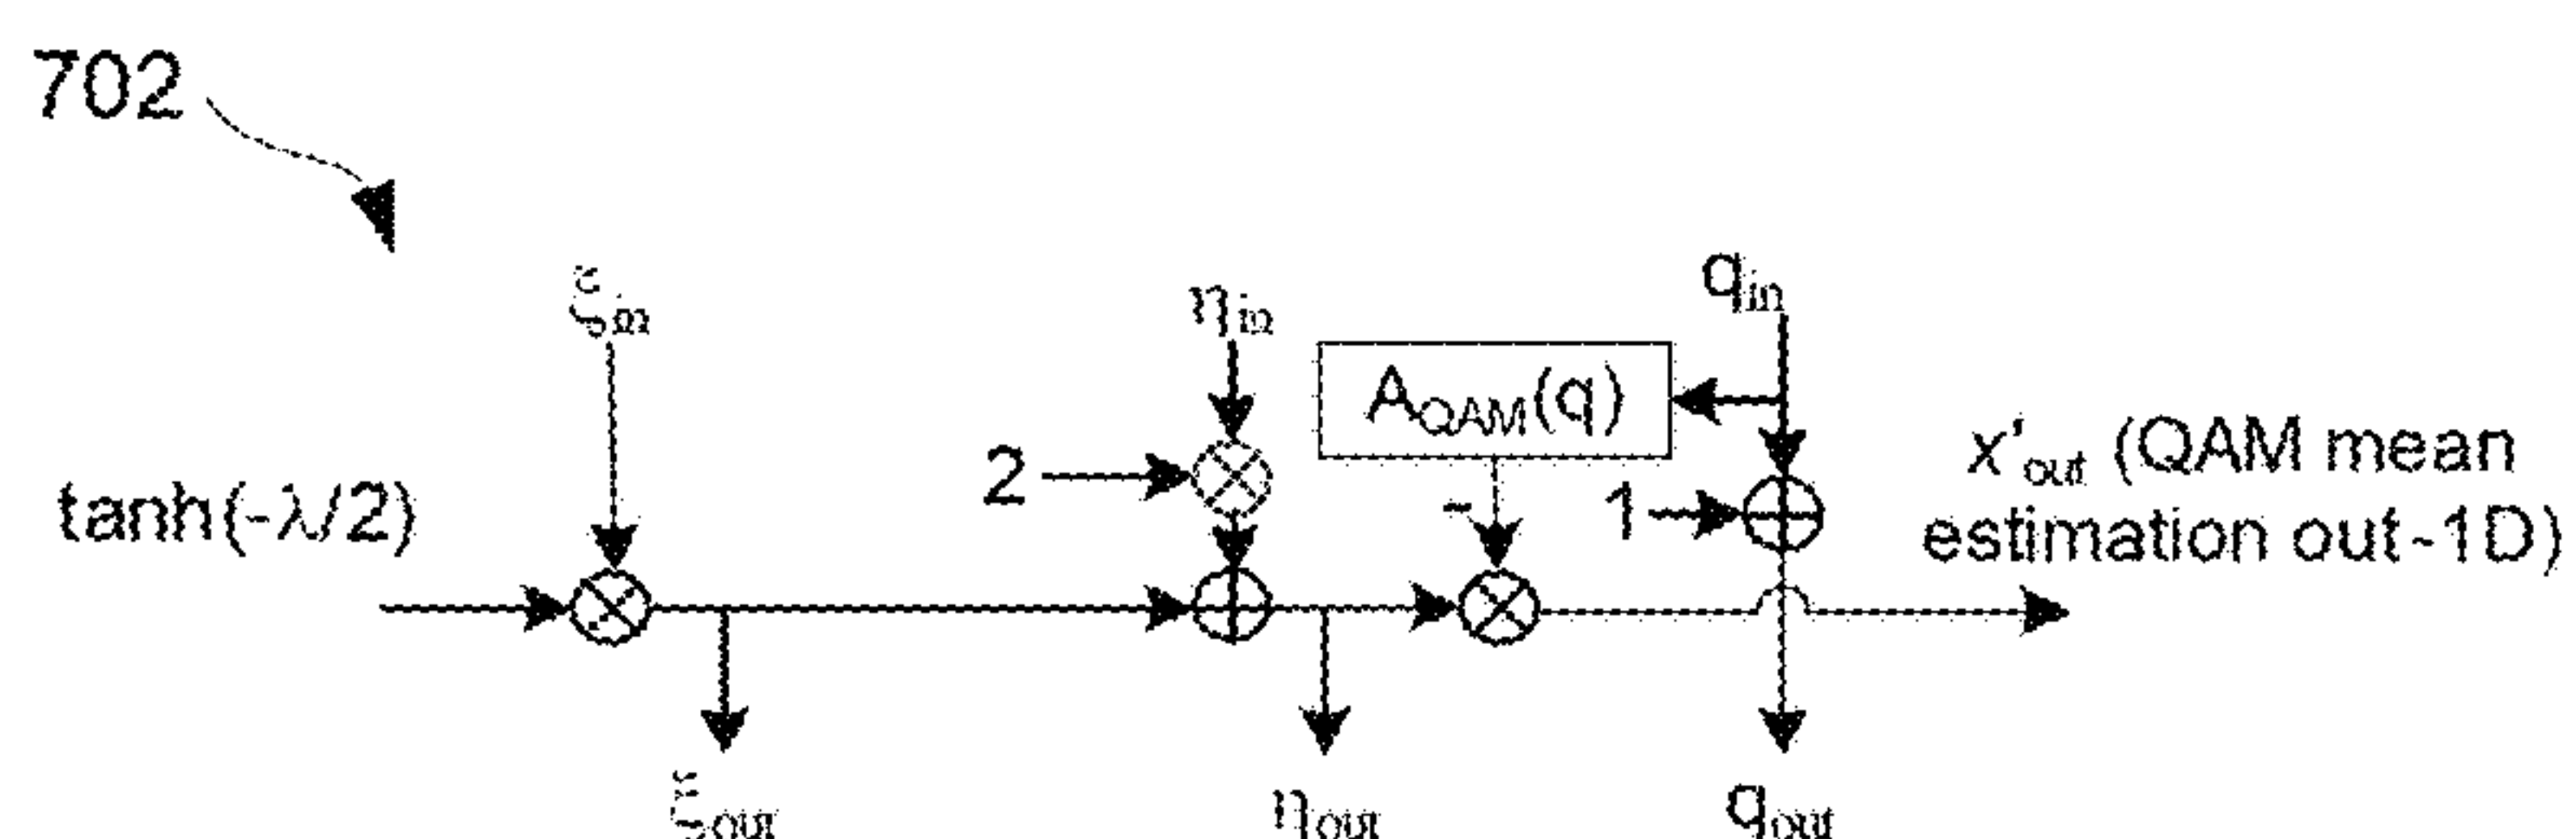 702
ξin
ηin
qin
AQAM(q)
2
-
1
tanh(-λ/2)
x'out (QAM mean
estimation out-1D)
ξout
ηout
qout